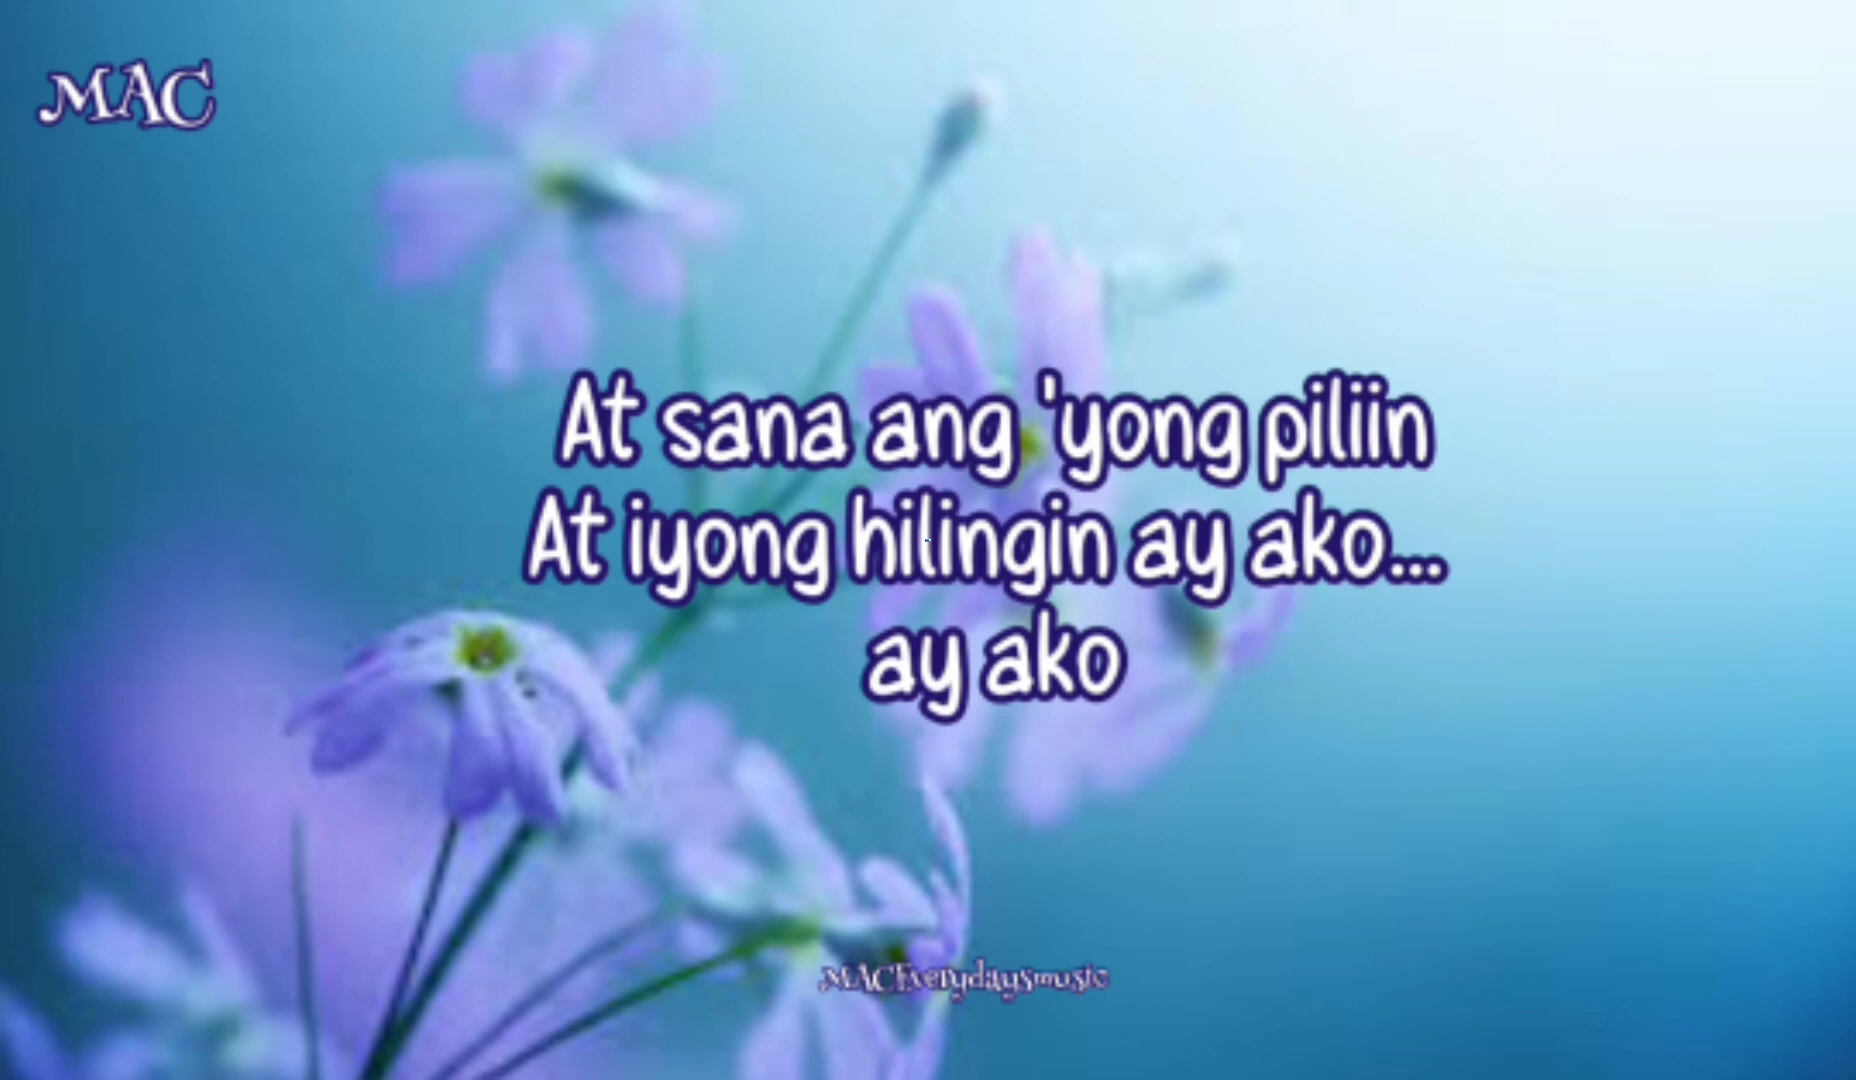 MAC
At sana ang 'yong piliin
At iyong hilingin ay ako...
ay ako
MACEverydaysmusic